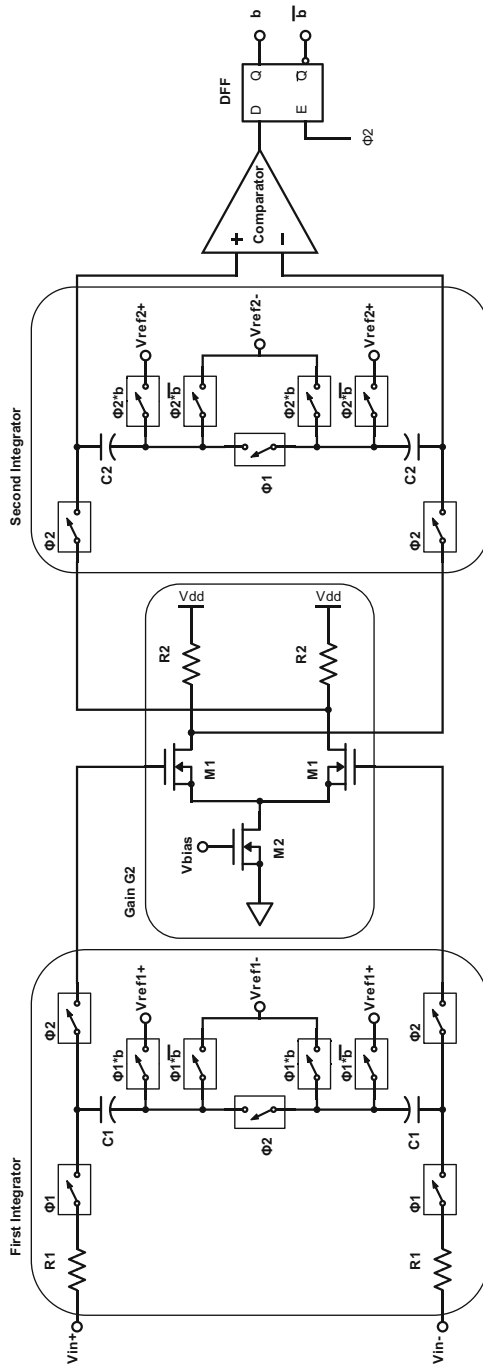 First Integrator
Vin+
R1
Φ1
C1
Φ2
Φ1*b
Vref1+
Φ1*b̅
Vref1-
Φ2
Φ1*b
Φ1*b̅
Vref1+
C1
Vin-
R1
Φ1
Φ2
Gain G2
Vbias
M2
M1
M1
R2
Vdd
R2
Vdd
Second Integrator
Φ2
C2
Φ2*b
Vref2+
Φ2*b̅
Vref2-
Φ1
Φ2*b
Φ2*b̅
Vref2+
C2
Φ2
+
Comparator
−
DFF
D
Q
E
Q̅
Φ2
b
b̅